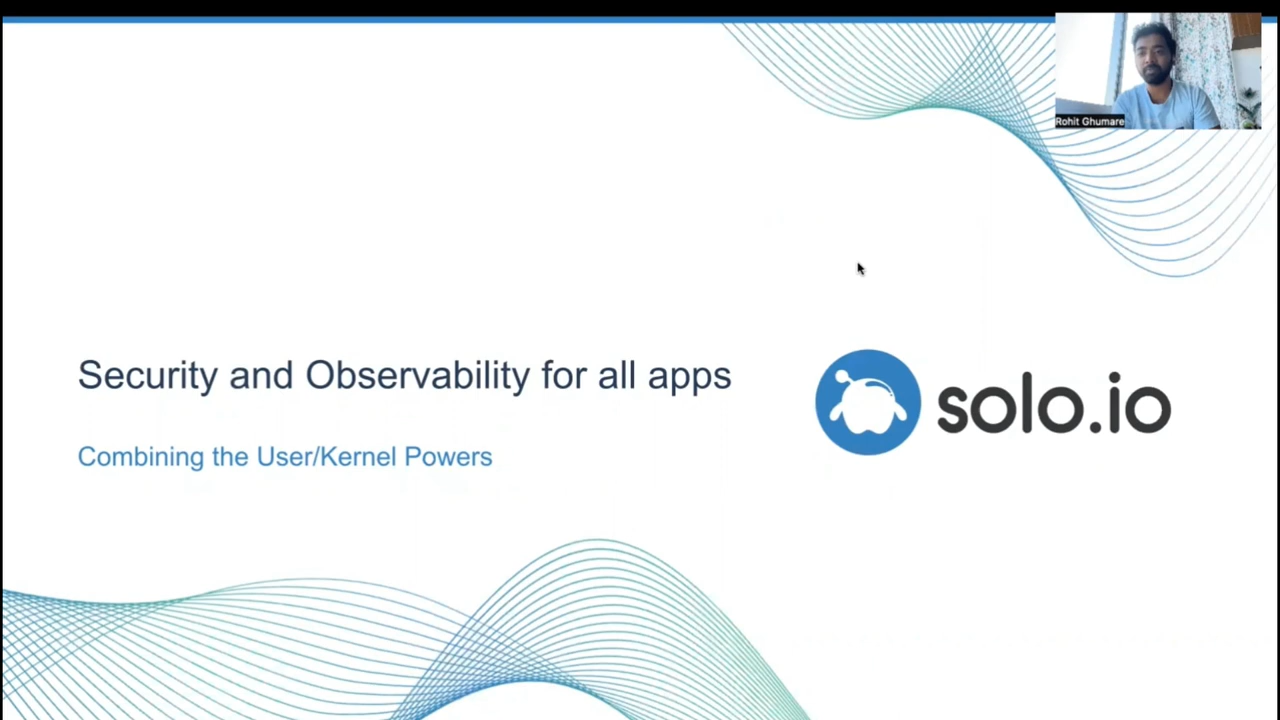 Rohit Ghumare
Security and Observability for all apps
solo.io
Combining the User/Kernel Powers